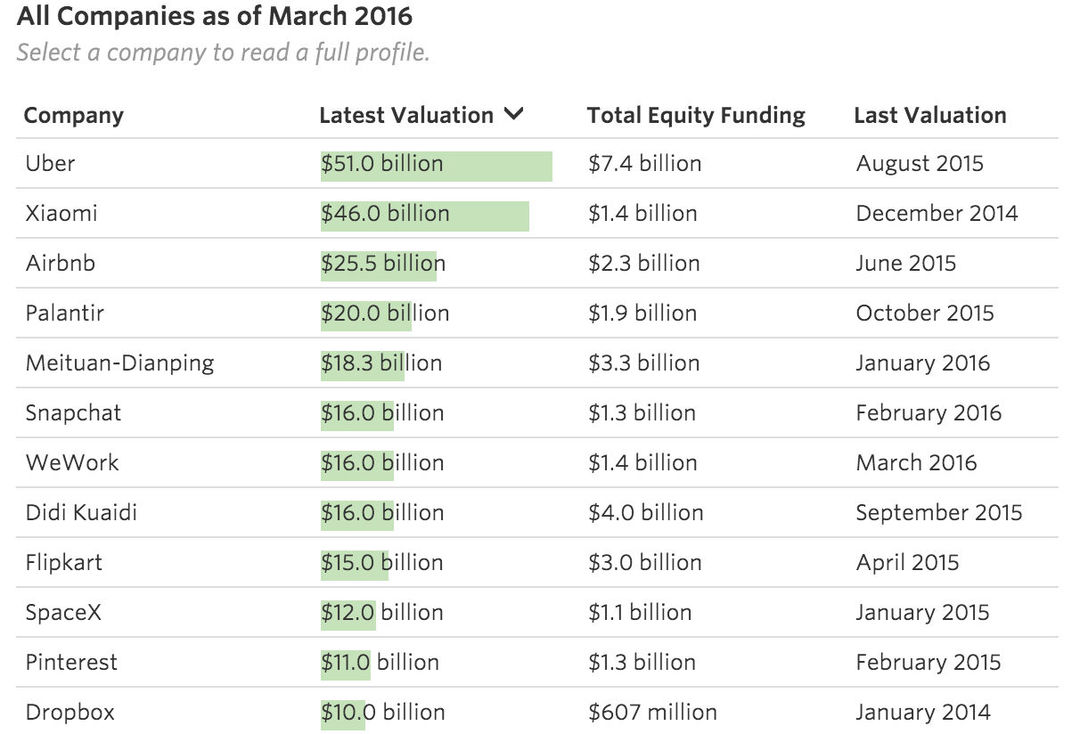 All Companies as of March 2016
Select a company to read a full profile.
Company Latest Valuation Total Equity Funding Last Valuation
Uber $51.0 billion $7.4 billion August 2015
Xiaomi $46.0 billion $1.4 billion December 2014
Airbnb $25.5 billion $2.3 billion June 2015
Palantir $20.0 billion $1.9 billion October 2015
Meituan-Dianping $18.3 billion $3.3 billion January 2016
Snapchat $16.0 billion $1.3 billion February 2016
WeWork $16.0 billion $1.4 billion March 2016
Didi Kuaidi $16.0 billion $4.0 billion September 2015
Flipkart $15.0 billion $3.0 billion April 2015
SpaceX $12.0 billion $1.1 billion January 2015
Pinterest $11.0 billion $1.3 billion February 2015
Dropbox $10.0 billion $607 million January 2014